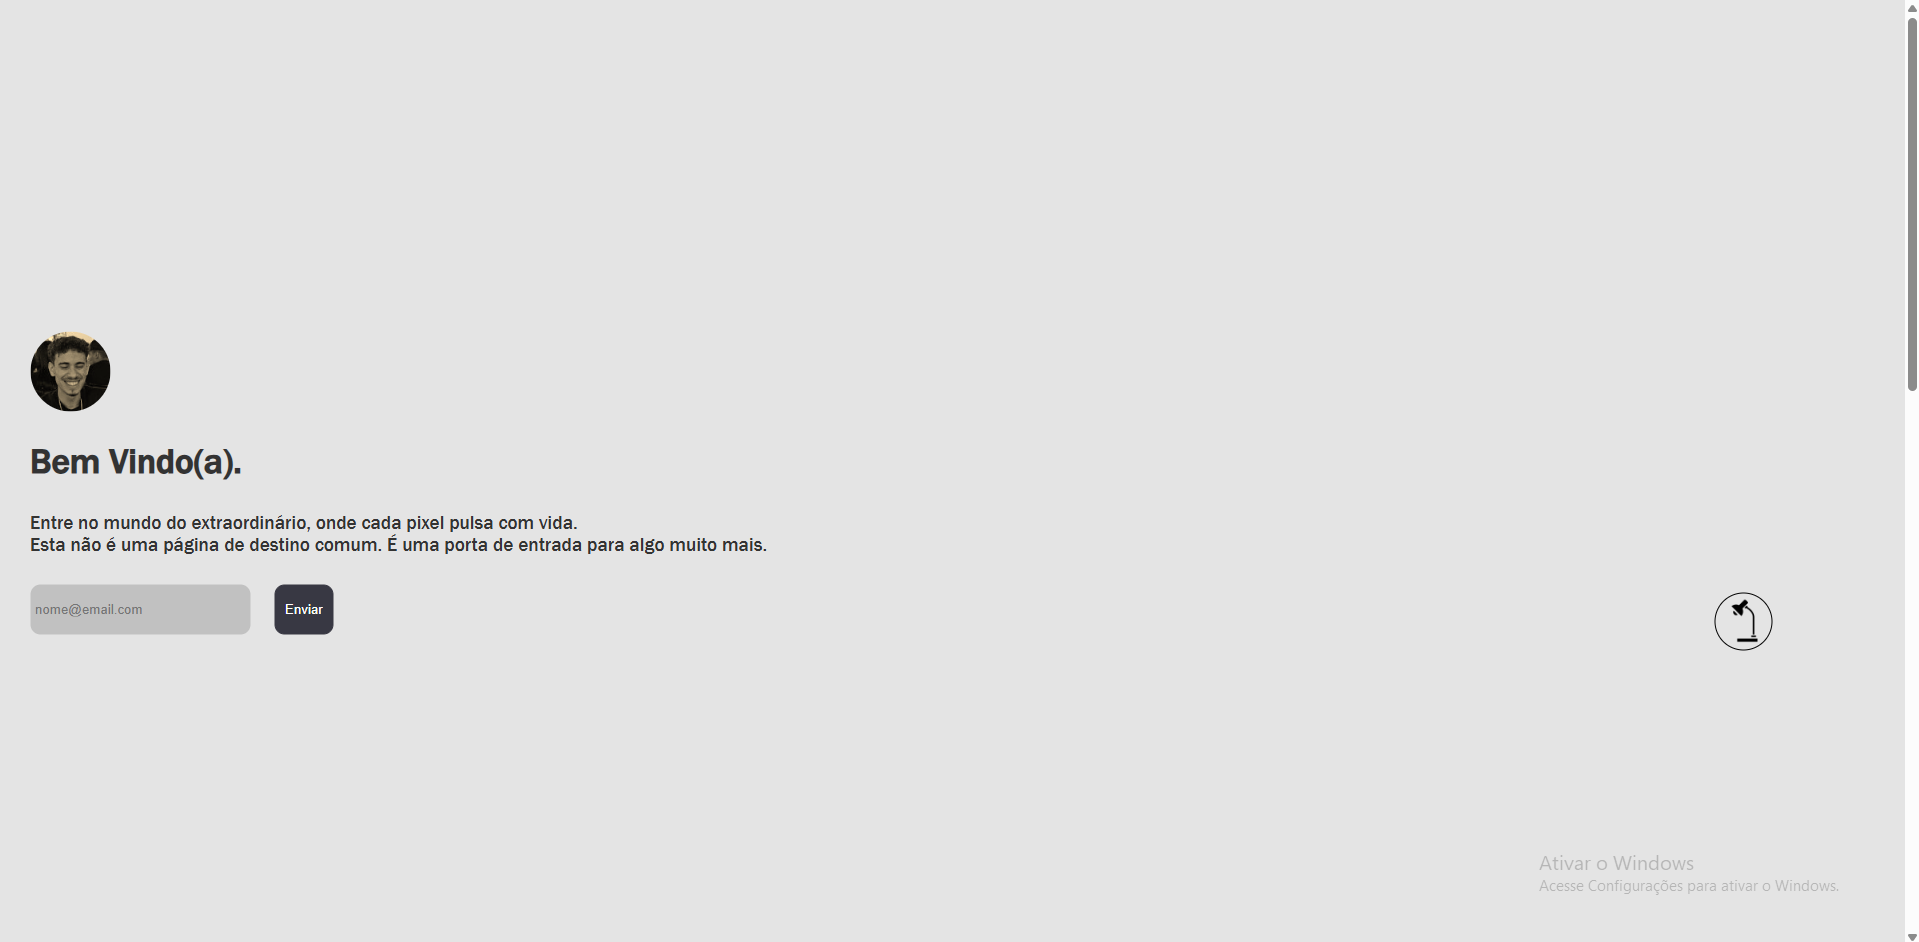 Bem Vindo(a).
Entre no mundo do extraordinário, onde cada pixel pulsa com vida.
Esta não é uma página de destino comum. É uma porta de entrada para algo muito mais.
nome@email.com
Enviar
Ativar o Windows
Acesse Configurações para ativar o Windows.